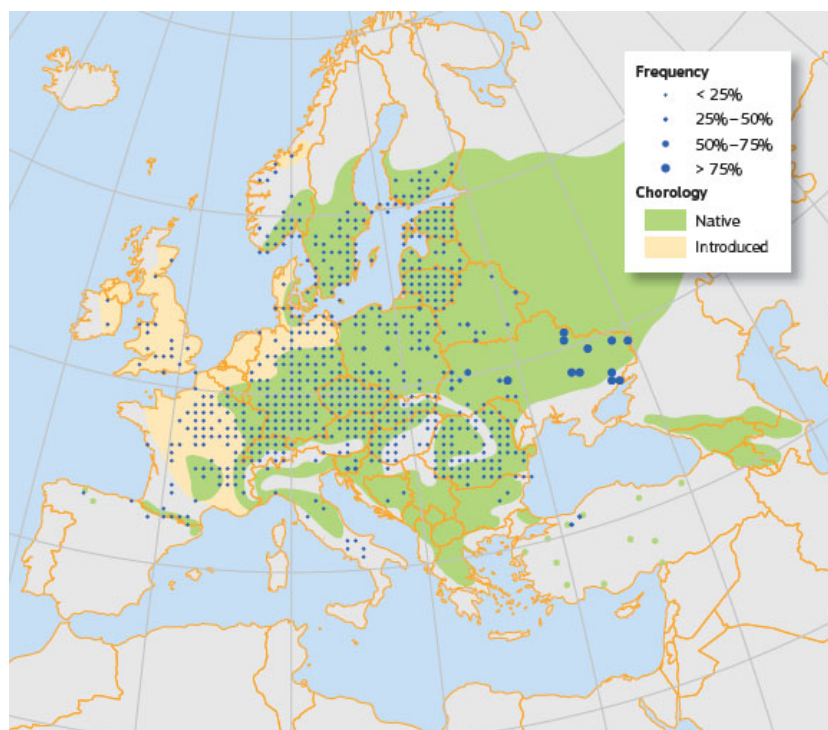 Frequency
< 25%
25%–50%
50%–75%
> 75%
Chorology
Native
Introduced